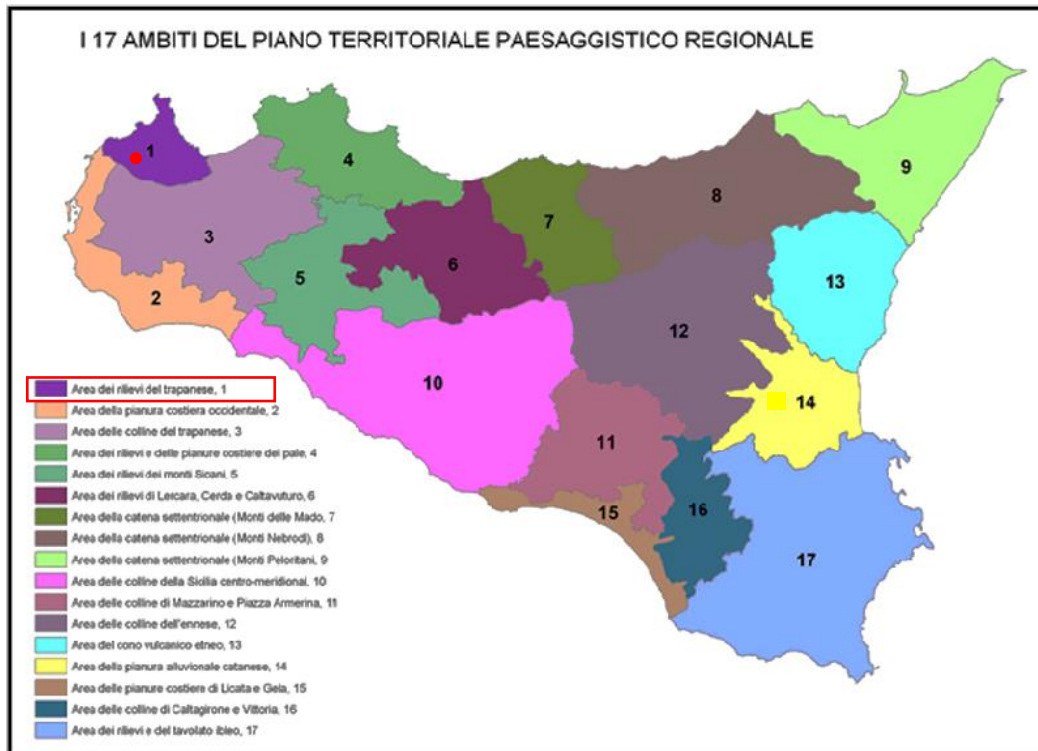 I 17 AMBITI DEL PIANO TERRITORIALE PAESAGGISTICO REGIONALE
1
2
3
4
5
6
7
8
9
10
11
12
13
14
15
16
17
Area dei rilievi del trapanese, 1
Area della pianura costiera occidentale, 2
Area delle colline del trapanese, 3
Area dei rilievi e delle pianure costiere del pale, 4
Area dei rilievi dei monti Sicani, 5
Area dei rilievi di Lercara, Cerda e Caltavuturo, 6
Area della catena settentrionale (Monti delle Mado, 7
Area della catena settentrionale (Monti Nebrodi), 8
Area della catena settentrionale (Monti Peloritani, 9
Area delle colline della Sicilia centro-meridional, 10
Area delle colline di Mazzarino e Piazza Armerina, 11
Area delle colline dell'ennese, 12
Area del cono vulcanico etneo, 13
Area della pianura alluvionale catanese, 14
Area delle pianure costiere di Licata e Gela, 15
Area delle colline di Caltagirone e Vittoria, 16
Area dei rilievi e del tavolato ibleo, 17